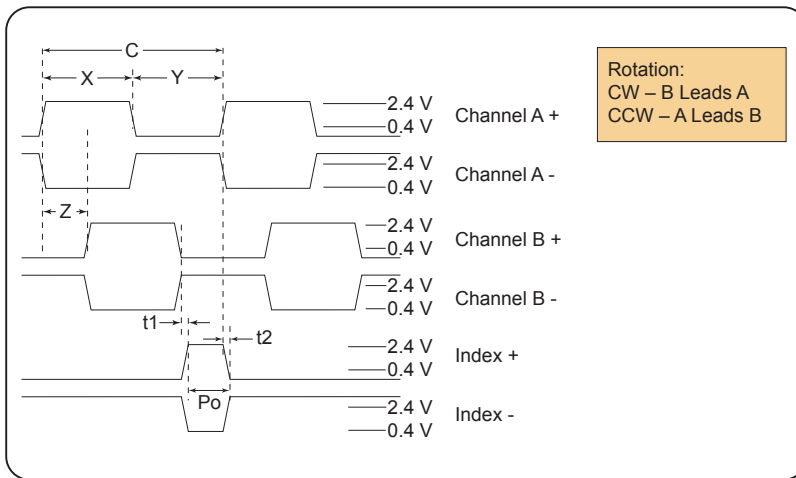 C
X Y
Rotation:
CW – B Leads A
CCW – A Leads B
2.4 V
0.4 V
Channel A +
2.4 V
0.4 V
Channel A -
Z
2.4 V
0.4 V
Channel B +
2.4 V
0.4 V
Channel B -
t1
t2
2.4 V
0.4 V
Index +
Po
2.4 V
0.4 V
Index -